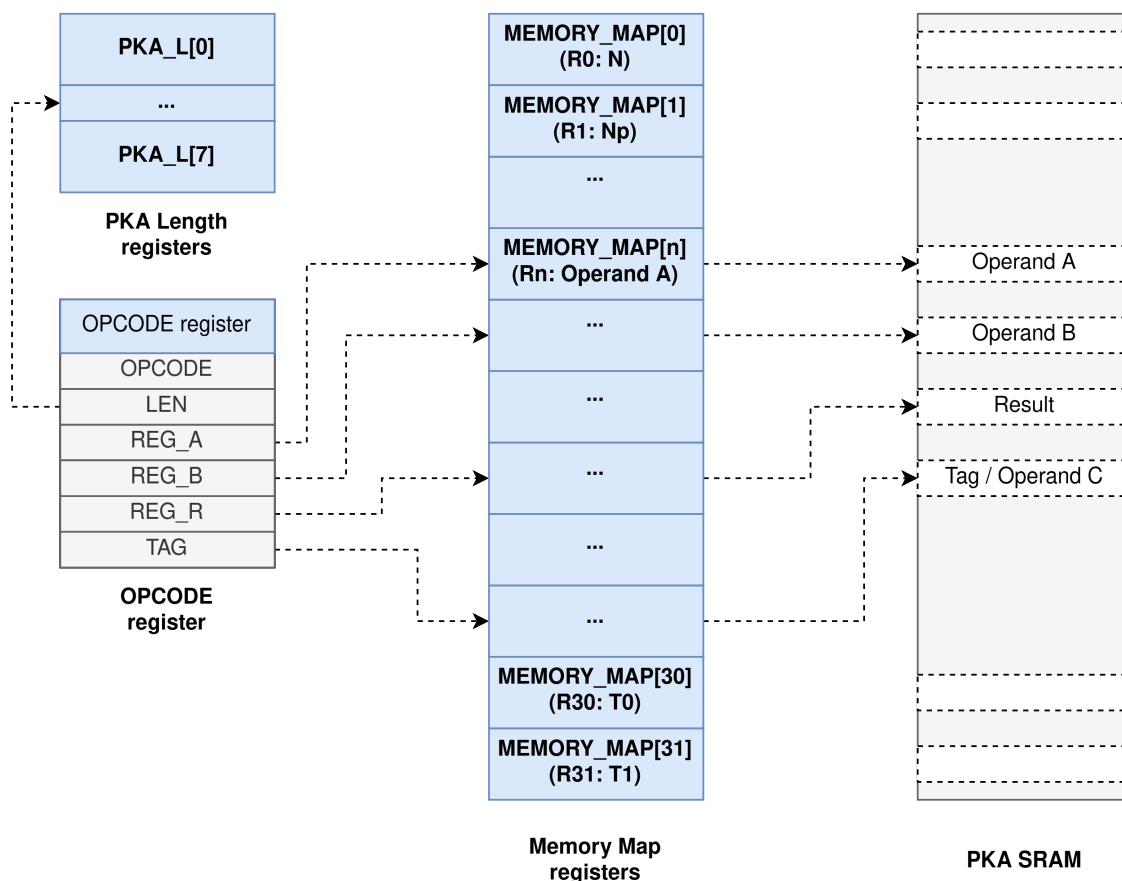 PKA_L[0]
...
PKA_L[7]
PKA Length
registers
OPCODE register
OPCODE
LEN
REG_A
REG_B
REG_R
TAG
OPCODE
register
MEMORY_MAP[0]
(R0: N)
MEMORY_MAP[1]
(R1: Np)
...
MEMORY_MAP[n]
(Rn: Operand A)
...
...
...
...
...
MEMORY_MAP[30]
(R30: T0)
MEMORY_MAP[31]
(R31: T1)
Memory Map
registers
Operand A
Operand B
Result
Tag / Operand C
PKA SRAM